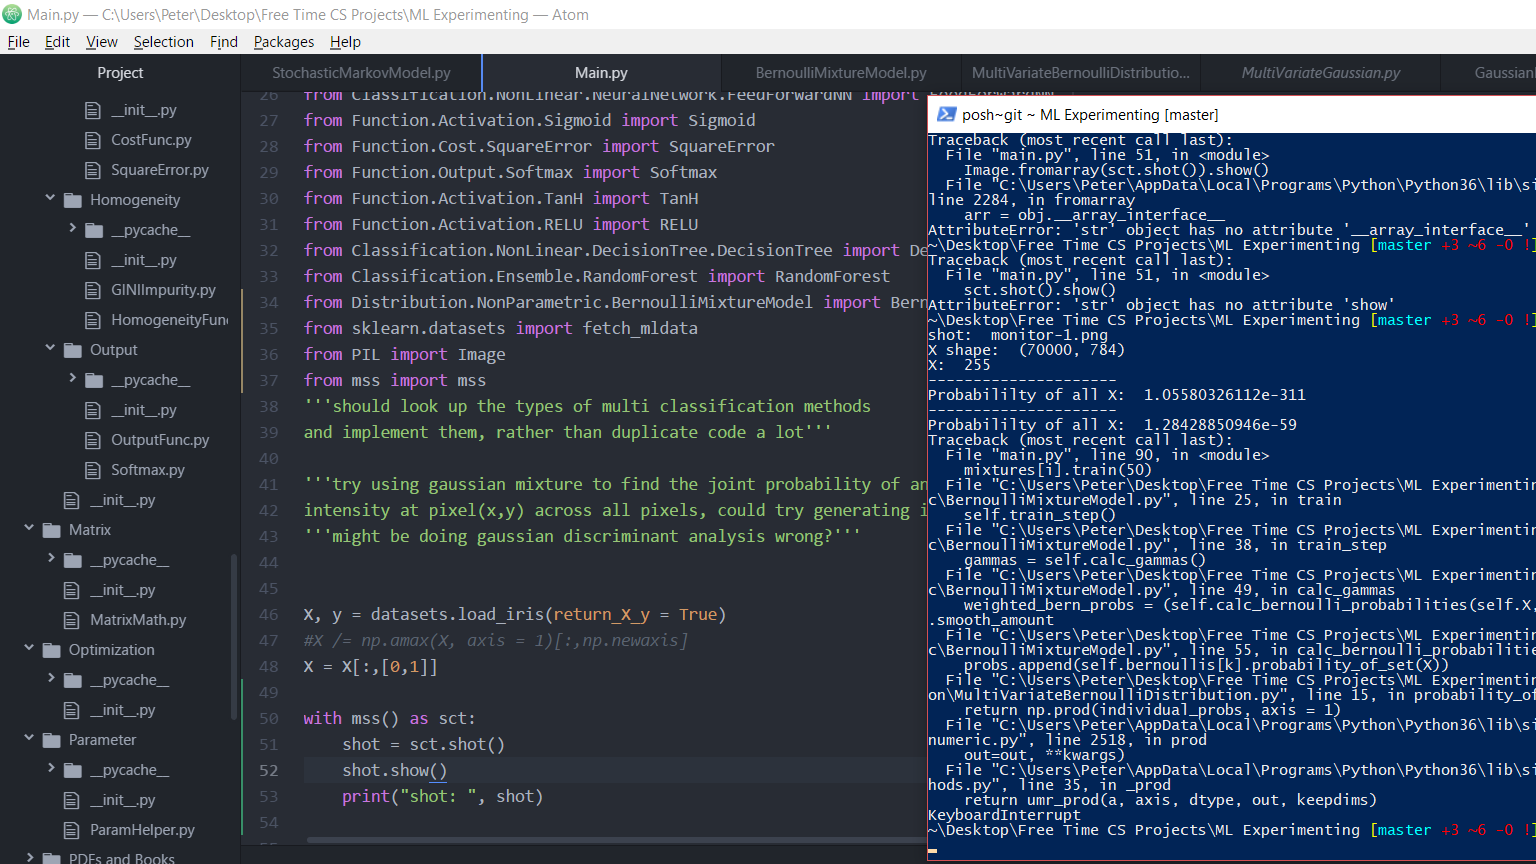 Main.py — C:\Users\Peter\Desktop\Free Time CS Projects\ML Experimenting — Atom
File Edit View Selection Find Packages Help
Project
StochasticMarkovModel.py Main.py BernoulliMixtureModel.py MultiVariateBernoulliDistributio... MultiVariateGaussian.py Gaussian
__init__.py
CostFunc.py
SquareError.py
Homogeneity
__pycache__
__init__.py
GINIImpurity.py
HomogeneityFunc
Output
__pycache__
__init__.py
OutputFunc.py
Softmax.py
__init__.py
Matrix
__pycache__
__init__.py
MatrixMath.py
Optimization
__pycache__
__init__.py
Parameter
__pycache__
__init__.py
ParamHelper.py
PDFs and Books
26 from Classification.NonLinear.NeuralNetwork.FeedForwardNN import FeedForwardNN
27 from Function.Activation.Sigmoid import Sigmoid
28 from Function.Cost.SquareError import SquareError
29 from Function.Output.Softmax import Softmax
30 from Function.Activation.TanH import TanH
31 from Function.Activation.RELU import RELU
32 from Classification.NonLinear.DecisionTree.DecisionTree import De
33 from Classification.Ensemble.RandomForest import RandomForest
34 from Distribution.NonParametric.BernoulliMixtureModel import Bern
35 from sklearn.datasets import fetch_mldata
36 from PIL import Image
37 from mss import mss
38 '''should look up the types of multi classification methods
39 and implement them, rather than duplicate code a lot'''
40
41 '''try using gaussian mixture to find the joint probability of an
42 intensity at pixel(x,y) across all pixels, could try generating i
43 '''might be doing gaussian discriminant analysis wrong?'''
44
45
46 X, y = datasets.load_iris(return_X_y = True)
47 #X /= np.amax(X, axis = 1)[:,np.newaxis]
48 X = X[:,[0,1]]
49
50 with mss() as sct:
51 shot = sct.shot()
52 shot.show()
53 print("shot: ", shot)
54
posh~git ~ ML Experimenting [master]
Traceback (most recent call last):
File "main.py", line 51, in <module>
Image.fromarray(sct.shot()).show()
File "C:\Users\Peter\AppData\Local\Programs\Python\Python36\lib\si
line 2284, in fromarray
arr = obj.__array_interface__
AttributeError: 'str' object has no attribute '__array_interface__'
~\Desktop\Free Time CS Projects\ML Experimenting [master +3 ~6 -0 !]
Traceback (most recent call last):
File "main.py", line 51, in <module>
sct.shot().show()
AttributeError: 'str' object has no attribute 'show'
~\Desktop\Free Time CS Projects\ML Experimenting [master +3 ~6 -0 !]
shot:  monitor-1.png
X shape:  (70000, 784)
X:  255
---------------------
Probabililty of all X:  1.05580326112e-311
---------------------
Probabililty of all X:  1.28428850946e-59
Traceback (most recent call last):
File "main.py", line 90, in <module>
mixtures[i].train(50)
File "C:\Users\Peter\Desktop\Free Time CS Projects\ML Experimentin
c\BernoulliMixtureModel.py", line 25, in train
self.train_step()
File "C:\Users\Peter\Desktop\Free Time CS Projects\ML Experimentin
c\BernoulliMixtureModel.py", line 38, in train_step
gammas = self.calc_gammas()
File "C:\Users\Peter\Desktop\Free Time CS Projects\ML Experimentin
c\BernoulliMixtureModel.py", line 49, in calc_gammas
weighted_bern_probs = (self.calc_bernoulli_probabilities(self.X,
.smooth_amount
File "C:\Users\Peter\Desktop\Free Time CS Projects\ML Experimentin
c\BernoulliMixtureModel.py", line 55, in calc_bernoulli_probabilitie
probs.append(self.bernoullis[k].probability_of_set(X))
File "C:\Users\Peter\Desktop\Free Time CS Projects\ML Experimentin
on\MultiVariateBernoulliDistribution.py", line 15, in probability_of
return np.prod(individual_probs, axis = 1)
File "C:\Users\Peter\AppData\Local\Programs\Python\Python36\lib\si
numeric.py", line 2518, in prod
out=out, **kwargs)
File "C:\Users\Peter\AppData\Local\Programs\Python\Python36\lib\si
hods.py", line 35, in _prod
return umr_prod(a, axis, dtype, out, keepdims)
KeyboardInterrupt
~\Desktop\Free Time CS Projects\ML Experimenting [master +3 ~6 -0 !]